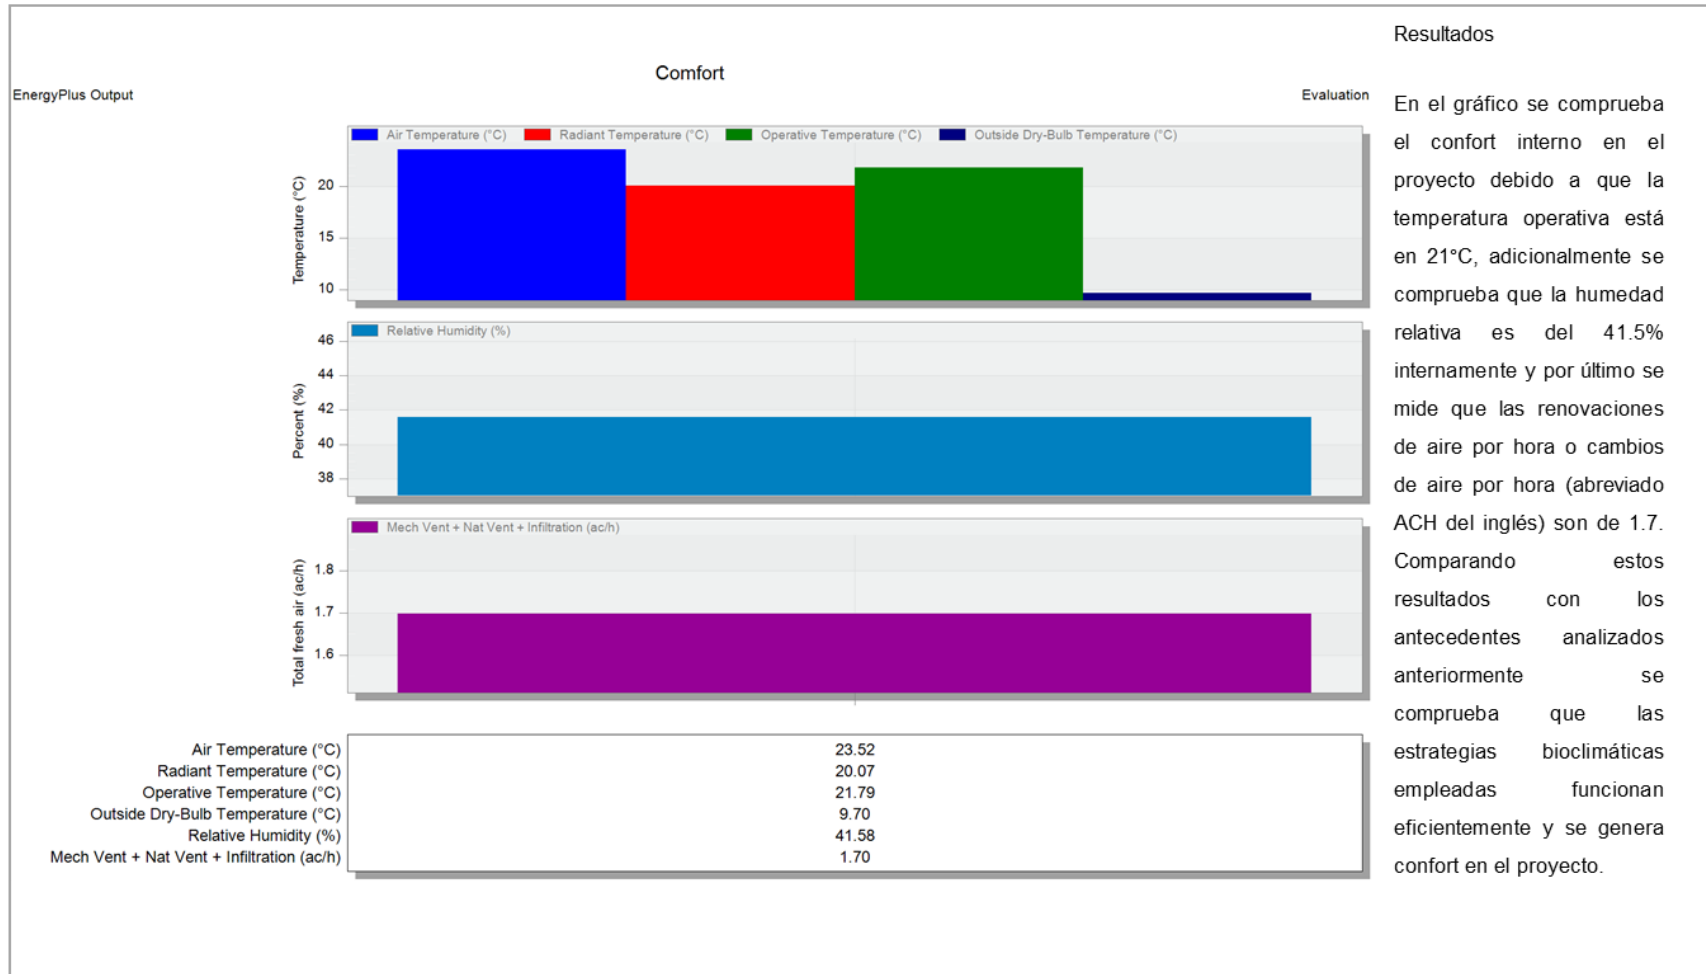 Comfort
EnergyPlus Output
Evaluation
Air Temperature (°C) Radiant Temperature (°C) Operative Temperature (°C) Outside Dry-Bulb Temperature (°C)
Temperature (°C)
20
15
10
Relative Humidity (%)
Percent (%)
46
44
42
40
38
Mech Vent + Nat Vent + Infiltration (ac/h)
Total fresh air (ac/h)
1.8
1.7
1.6
Air Temperature (°C) 23.52
Radiant Temperature (°C) 20.07
Operative Temperature (°C) 21.79
Outside Dry-Bulb Temperature (°C) 9.70
Relative Humidity (%) 41.58
Mech Vent + Nat Vent + Infiltration (ac/h) 1.70
Resultados
En el gráfico se comprueba
el confort interno en el
proyecto debido a que la
temperatura operativa está
en 21°C, adicionalmente se
comprueba que la humedad
relativa es del 41.5%
internamente y por último se
mide que las renovaciones
de aire por hora o cambios
de aire por hora (abreviado
ACH del inglés) son de 1.7.
Comparando estos
resultados con los
antecedentes analizados
anteriormente se
comprueba que las
estrategias bioclimáticas
empleadas funcionan
eficientemente y se genera
confort en el proyecto.